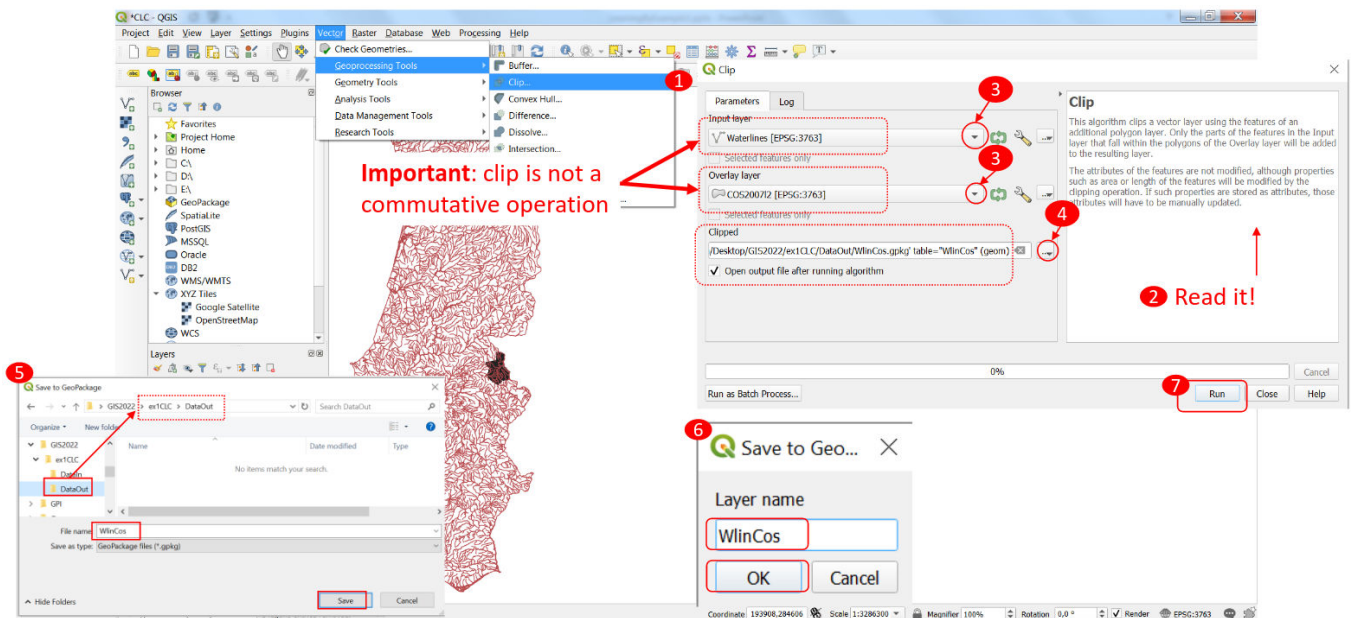 *CLC - QGIS
Project Edit View Layer Settings Plugins Vector Raster Database Web Processing Help
Check Geometries...
Geoprocessing Tools
Geometry Tools
Analysis Tools
Data Management Tools
Research Tools
Buffer...
Clip...
Convex Hull...
Difference...
Dissolve...
Intersection...
1
Important: clip is not a
commutative operation
Browser
Favorites
Project Home
Home
C:\
D:\
E:\
GeoPackage
SpatiaLite
PostGIS
MSSQL
Oracle
DB2
WMS/WMTS
XYZ Tiles
Google Satellite
OpenStreetMap
WCS
Layers
Clip
Parameters Log
Input layer
3
Waterlines [EPSG:3763]
Selected features only
3
Overlay layer
COS2007l2 [EPSG:3763]
Selected features only
4
Clipped
/Desktop/GIS2022/ex1CLC/DataOut/WlinCos.gpkg' table="WlinCos" (geom)
Open output file after running algorithm
Clip
This algorithm clips a vector layer using the features of an
additional polygon layer. Only the parts of the features in the Input
layer that fall within the polygons of the Overlay layer will be added
to the resulting layer.
The attributes of the features are not modified, although properties
such as area or length of the features will be modified by the
clipping operation. If such properties are stored as attributes, those
attributes will have to be manually updated.
2 Read it!
0%
Cancel
Run as Batch Process...
7
Run Close Help
5
Save to GeoPackage
GIS2022 > ex1CLC > DataOut
Search DataOut
Organize New folder
GIS2022
ex1CLC
DataIn
DataOut
GPI
Name Date modified Type
No items match your search.
File name: WlinCos
Save as type: GeoPackage files (*.gpkg)
Hide Folders
Save Cancel
6
Save to Geo...
Layer name
WlinCos
OK Cancel
Coordinate 193908,284606 Scale 1:3286300 Magnifier 100% Rotation 0,0 ° Render EPSG:3763